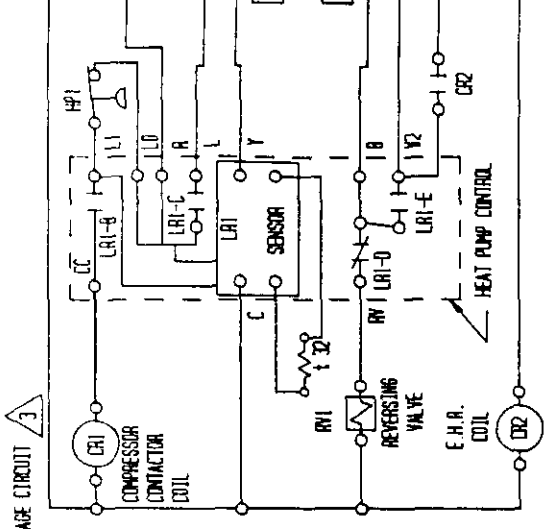 AGE CIRCUIT
3
HP1
L1
LO
R
L
Y
B
W2
CR2
CC
LR1-B
LR1-C
LR1
SENSOR
LR1-D
LR1-E
C
RV
HEAT PUMP CONTROL
t 32
RV1
REVERSING
VALVE
E.H.R.
COIL
CR2
CR1
COMPRESSOR
CONTACTOR
COIL